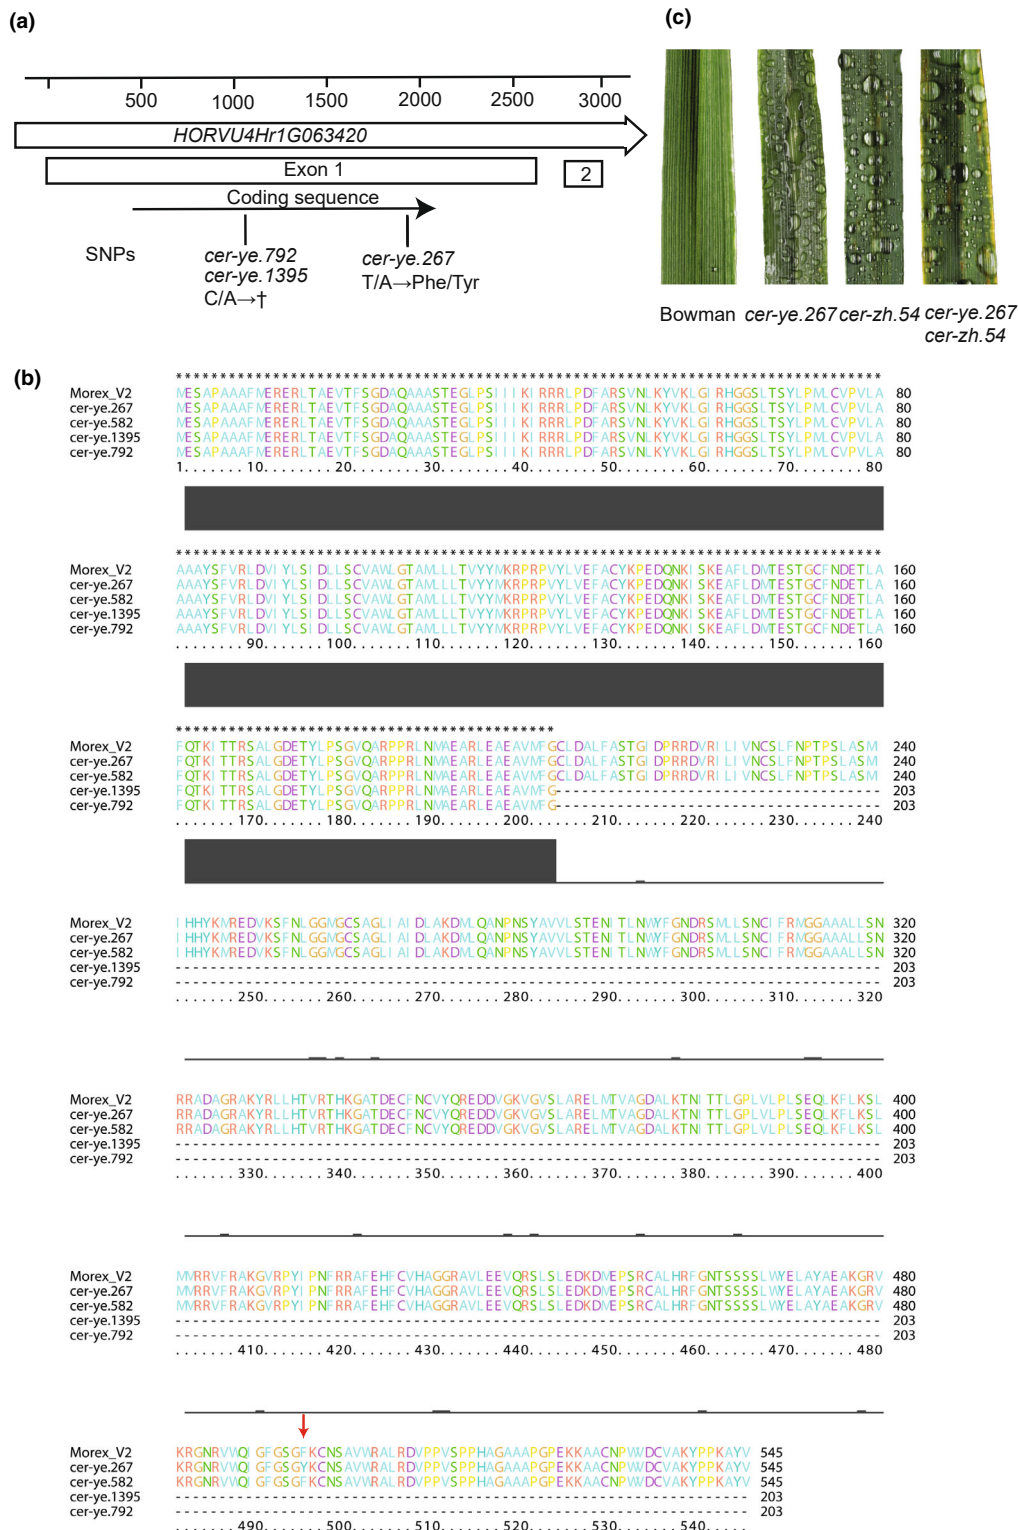 (a)
500 1000 1500 2000 2500 3000
HORVU4Hr1G063420
Exon 1
2
Coding sequence
SNPs
cer-ye.792
cer-ye.1395
C/A→†
cer-ye.267
T/A→Phe/Tyr
(c)
Bowman cer-ye.267 cer-zh.54 cer-ye.267
cer-zh.54
(b)
********************************************************************************
Morex_V2 MESAPAAAFMERERLTAEVTFSGDAQAAASTEGLPSIIIKIRRRLPDFARSVNLKYVKLGIRHGGSLTSYLPMLCVPVLA 80
cer-ye.267 MESAPAAAFMERERLTAEVTFSGDAQAAASTEGLPSIIIKIRRRLPDFARSVNLKYVKLGIRHGGSLTSYLPMLCVPVLA 80
cer-ye.582 MESAPAAAFMERERLTAEVTFSGDAQAAASTEGLPSIIIKIRRRLPDFARSVNLKYVKLGIRHGGSLTSYLPMLCVPVLA 80
cer-ye.1395 MESAPAAAFMERERLTAEVTFSGDAQAAASTEGLPSIIIKIRRRLPDFARSVNLKYVKLGIRHGGSLTSYLPMLCVPVLA 80
cer-ye.792 MESAPAAAFMERERLTAEVTFSGDAQAAASTEGLPSIIIKIRRRLPDFARSVNLKYVKLGIRHGGSLTSYLPMLCVPVLA 80
1.......10........20........30........40........50........60........70........80
********************************************************************************
Morex_V2 AAAYSFVRLDVIYLSIDLLSCVAWLGTAMLLLTVYYMKRPRPVYLVEFACYKPEDQNKISKEAFLDMTESTGCFNDETLA 160
cer-ye.267 AAAYSFVRLDVIYLSIDLLSCVAWLGTAMLLLTVYYMKRPRPVYLVEFACYKPEDQNKISKEAFLDMTESTGCFNDETLA 160
cer-ye.582 AAAYSFVRLDVIYLSIDLLSCVAWLGTAMLLLTVYYMKRPRPVYLVEFACYKPEDQNKISKEAFLDMTESTGCFNDETLA 160
cer-ye.1395 AAAYSFVRLDVIYLSIDLLSCVAWLGTAMLLLTVYYMKRPRPVYLVEFACYKPEDQNKISKEAFLDMTESTGCFNDETLA 160
cer-ye.792 AAAYSFVRLDVIYLSIDLLSCVAWLGTAMLLLTVYYMKRPRPVYLVEFACYKPEDQNKISKEAFLDMTESTGCFNDETLA 160
........90.......100.......110.......120.......130.......140.......150.......160
*******************************************
Morex_V2 FQTKITTRSALGDETYLPSGVQARPPRLNMAEARLEAEAVMFGCLDALFASTGIDPRRDVRILIVNCSLFNPTPSLASM 240
cer-ye.267 FQTKITTRSALGDETYLPSGVQARPPRLNMAEARLEAEAVMFGCLDALFASTGIDPRRDVRILIVNCSLFNPTPSLASM 240
cer-ye.582 FQTKITTRSALGDETYLPSGVQARPPRLNMAEARLEAEAVMFGCLDALFASTGIDPRRDVRILIVNCSLFNPTPSLASM 240
cer-ye.1395 FQTKITTRSALGDETYLPSGVQARPPRLNMAEARLEAEAVMFG------------------------------------- 203
cer-ye.792 FQTKITTRSALGDETYLPSGVQARPPRLNMAEARLEAEAVMFG------------------------------------- 203
.......170.......180.......190.......200.......210.......220.......230.......240
Morex_V2 IHHYKMREDVKSFNLGGMGCSAGLIAIDLAKDMLQANPNSYAVVLSTENITLNWYFGNDRSMLLSNCIFRMGGAAALLSN 320
cer-ye.267 IHHYKMREDVKSFNLGGMGCSAGLIAIDLAKDMLQANPNSYAVVLSTENITLNWYFGNDRSMLLSNCIFRMGGAAALLSN 320
cer-ye.582 IHHYKMREDVKSFNLGGMGCSAGLIAIDLAKDMLQANPNSYAVVLSTENITLNWYFGNDRSMLLSNCIFRMGGAAALLSN 320
cer-ye.1395 -------------------------------------------------------------------------------- 203
cer-ye.792 -------------------------------------------------------------------------------- 203
.......250.......260.......270.......280.......290.......300.......310.......320
Morex_V2 RRADAGRAKYRLLHTVRTHKGATDECFNCVYQREDDVGKVGVSLARELMTVAGDALKTNITTLGPLVLPLSEQLKFLKSL 400
cer-ye.267 RRADAGRAKYRLLHTVRTHKGATDECFNCVYQREDDVGKVGVSLARELMTVAGDALKTNITTLGPLVLPLSEQLKFLKSL 400
cer-ye.582 RRADAGRAKYRLLHTVRTHKGATDECFNCVYQREDDVGKVGVSLARELMTVAGDALKTNITTLGPLVLPLSEQLKFLKSL 400
cer-ye.1395 -------------------------------------------------------------------------------- 203
cer-ye.792 -------------------------------------------------------------------------------- 203
.......330.......340.......350.......360.......370.......380.......390.......400
Morex_V2 MMRRVFRAKGVRPYIPNFRRAFEHFCVHAGGRAVLEEVQRSLSLEDKDMEPSRCALHRFGNTSSSSLWYELAYAEAKGRV 480
cer-ye.267 MMRRVFRAKGVRPYIPNFRRAFEHFCVHAGGRAVLEEVQRSLSLEDKDMEPSRCALHRFGNTSSSSLWYELAYAEAKGRV 480
cer-ye.582 MMRRVFRAKGVRPYIPNFRRAFEHFCVHAGGRAVLEEVQRSLSLEDKDMEPSRCALHRFGNTSSSSLWYELAYAEAKGRV 480
cer-ye.1395 -------------------------------------------------------------------------------- 203
cer-ye.792 -------------------------------------------------------------------------------- 203
.......410.......420.......430.......440.......450.......460.......470.......480
Morex_V2 KRGNRVWQIGFGSGFKCNSAVWRALRDVPPVSPPHAGAAAPGPEKKAACNPWVDCVAKYPPKAYV 545
cer-ye.267 KRGNRVWQIGFGSGYKCNSAVWRALRDVPPVSPPHAGAAAPGPEKKAACNPWVDCVAKYPPKAYV 545
cer-ye.582 KRGNRVWQIGFGSGFKCNSAVWRALRDVPPVSPPHAGAAAPGPEKKAACNPWVDCVAKYPPKAYV 545
cer-ye.1395 ----------------------------------------------------------------- 203
cer-ye.792 ----------------------------------------------------------------- 203
.......490.......500.......510.......520.......530.......540.....